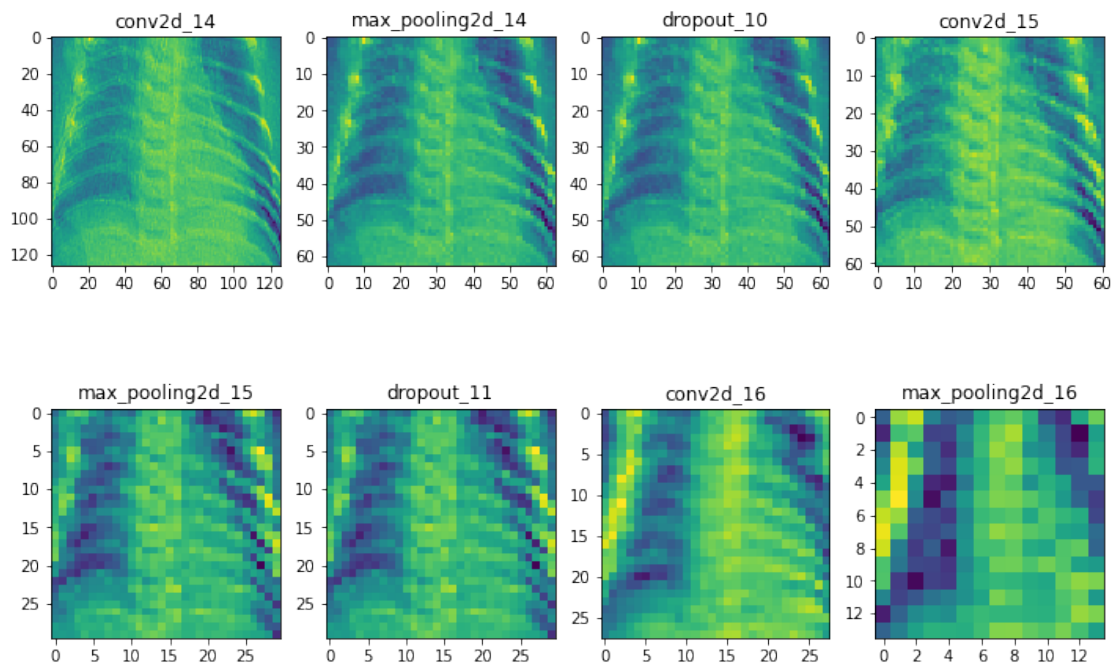 conv2d_14 max_pooling2d_14 dropout_10 conv2d_15
0 0 0 0
20 10 10 10
40 20 20 20
60 30 30 30
80 40 40 40
100 50 50 50
120 60 60 60
0 20 40 60 80 100 120 0 10 20 30 40 50 60 0 10 20 30 40 50 60 0 10 20 30 40 50 60
max_pooling2d_15 dropout_11 conv2d_16 max_pooling2d_16
0 0 0 0
5 5 5 2
10 10 10 4
15 15 15 6
20 20 20 8
25 25 25 10
12
0 5 10 15 20 25 0 5 10 15 20 25 0 5 10 15 20 25 0 2 4 6 8 10 12